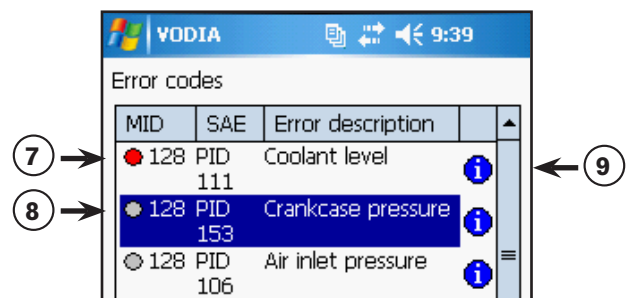 VODIA 9:39
Error codes
MID SAE Error description
7 128 PID Coolant level 9
111
8 128 PID Crankcase pressure
153
128 PID Air inlet pressure
106